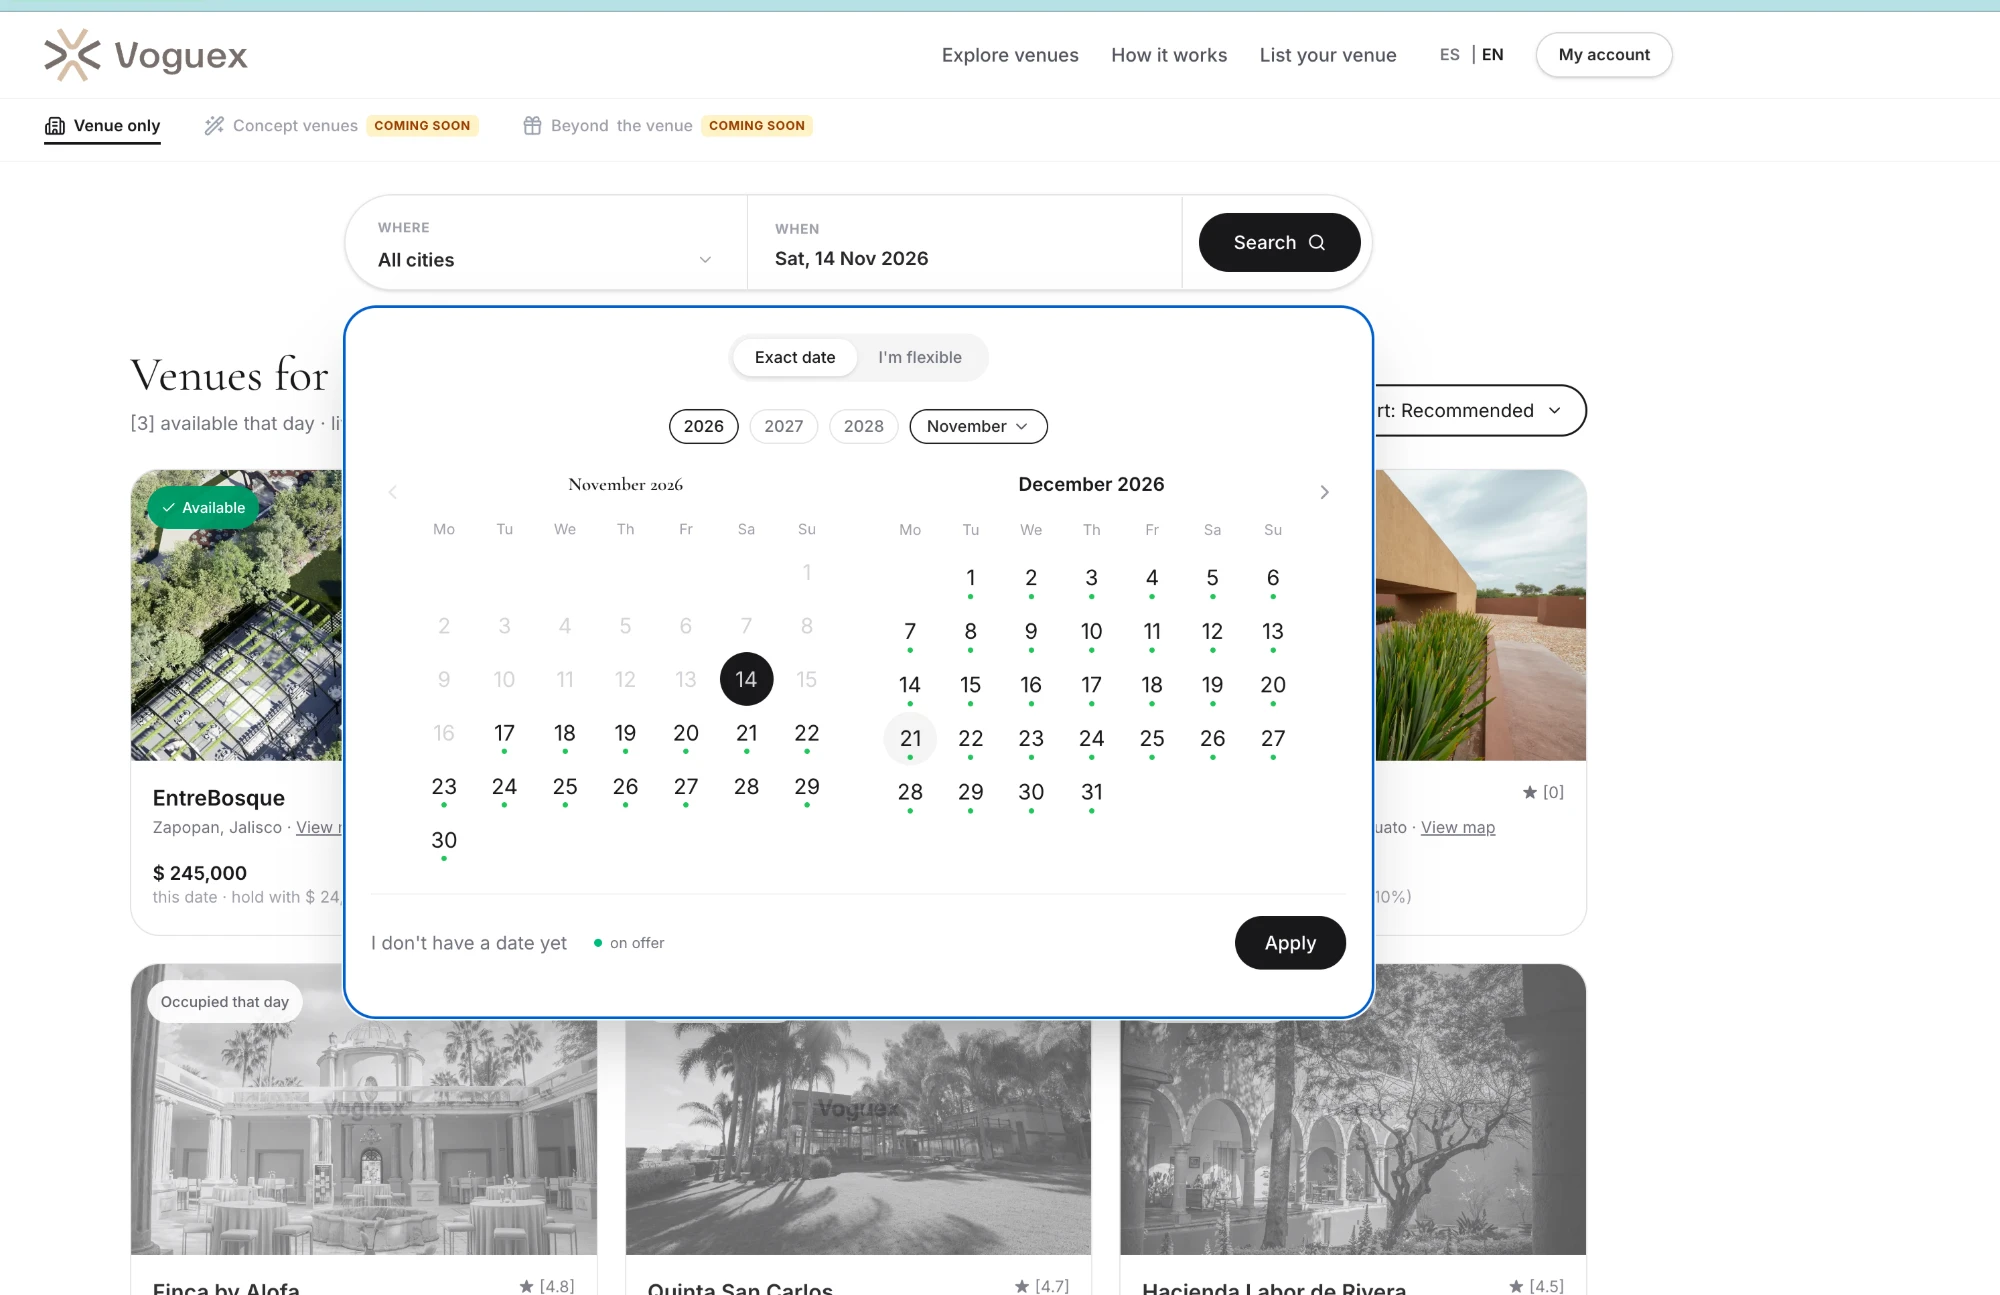 Voguex
Explore venues
How it works
List your venue
ES | EN
My account
Venue only
Concept venues COMING SOON
Beyond the venue COMING SOON
WHERE
All cities
WHEN
Sat, 14 Nov 2026
Search
Exact date
I'm flexible
2026
2027
2028
November
November 2026
Mo Tu We Th Fr Sa Su
1
2 3 4 5 6 7 8
9 10 11 12 13 14 15
16 17 18 19 20 21 22
23 24 25 26 27 28 29
30
December 2026
Mo Tu We Th Fr Sa Su
1 2 3 4 5 6
7 8 9 10 11 12 13
14 15 16 17 18 19 20
21 22 23 24 25 26 27
28 29 30 31
I don't have a date yet
on offer
Apply
Venues for
[3] available that day ·
rt: Recommended
Available
EntreBosque
Zapopan, Jalisco · View
$ 245,000
this date · hold with $ 24,
[0]
uato · View map
10%)
Occupied that day
Voguex
Voguex
Finca by Alofa
[4.8]
Quinta San Carlos
[4.7]
Hacienda Labor de Rivera
[4.5]